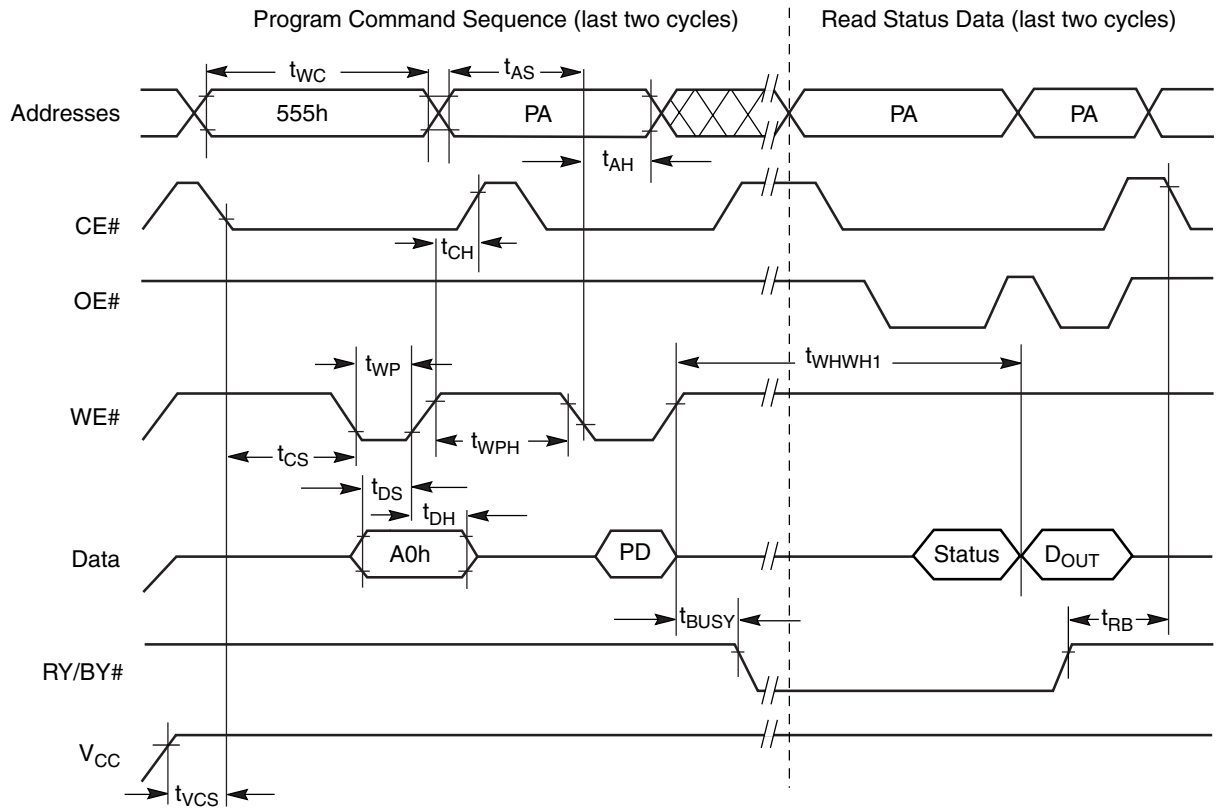 Program Command Sequence (last two cycles)
Read Status Data (last two cycles)
tWC
tAS
Addresses
555h
PA
PA
PA
tAH
CE#
tCH
OE#
tWP
tWHWH1
WE#
tCS
tWPH
tDS
tDH
Data
A0h
PD
Status
DOUT
tBUSY
tRB
RY/BY#
VCC
tVCS